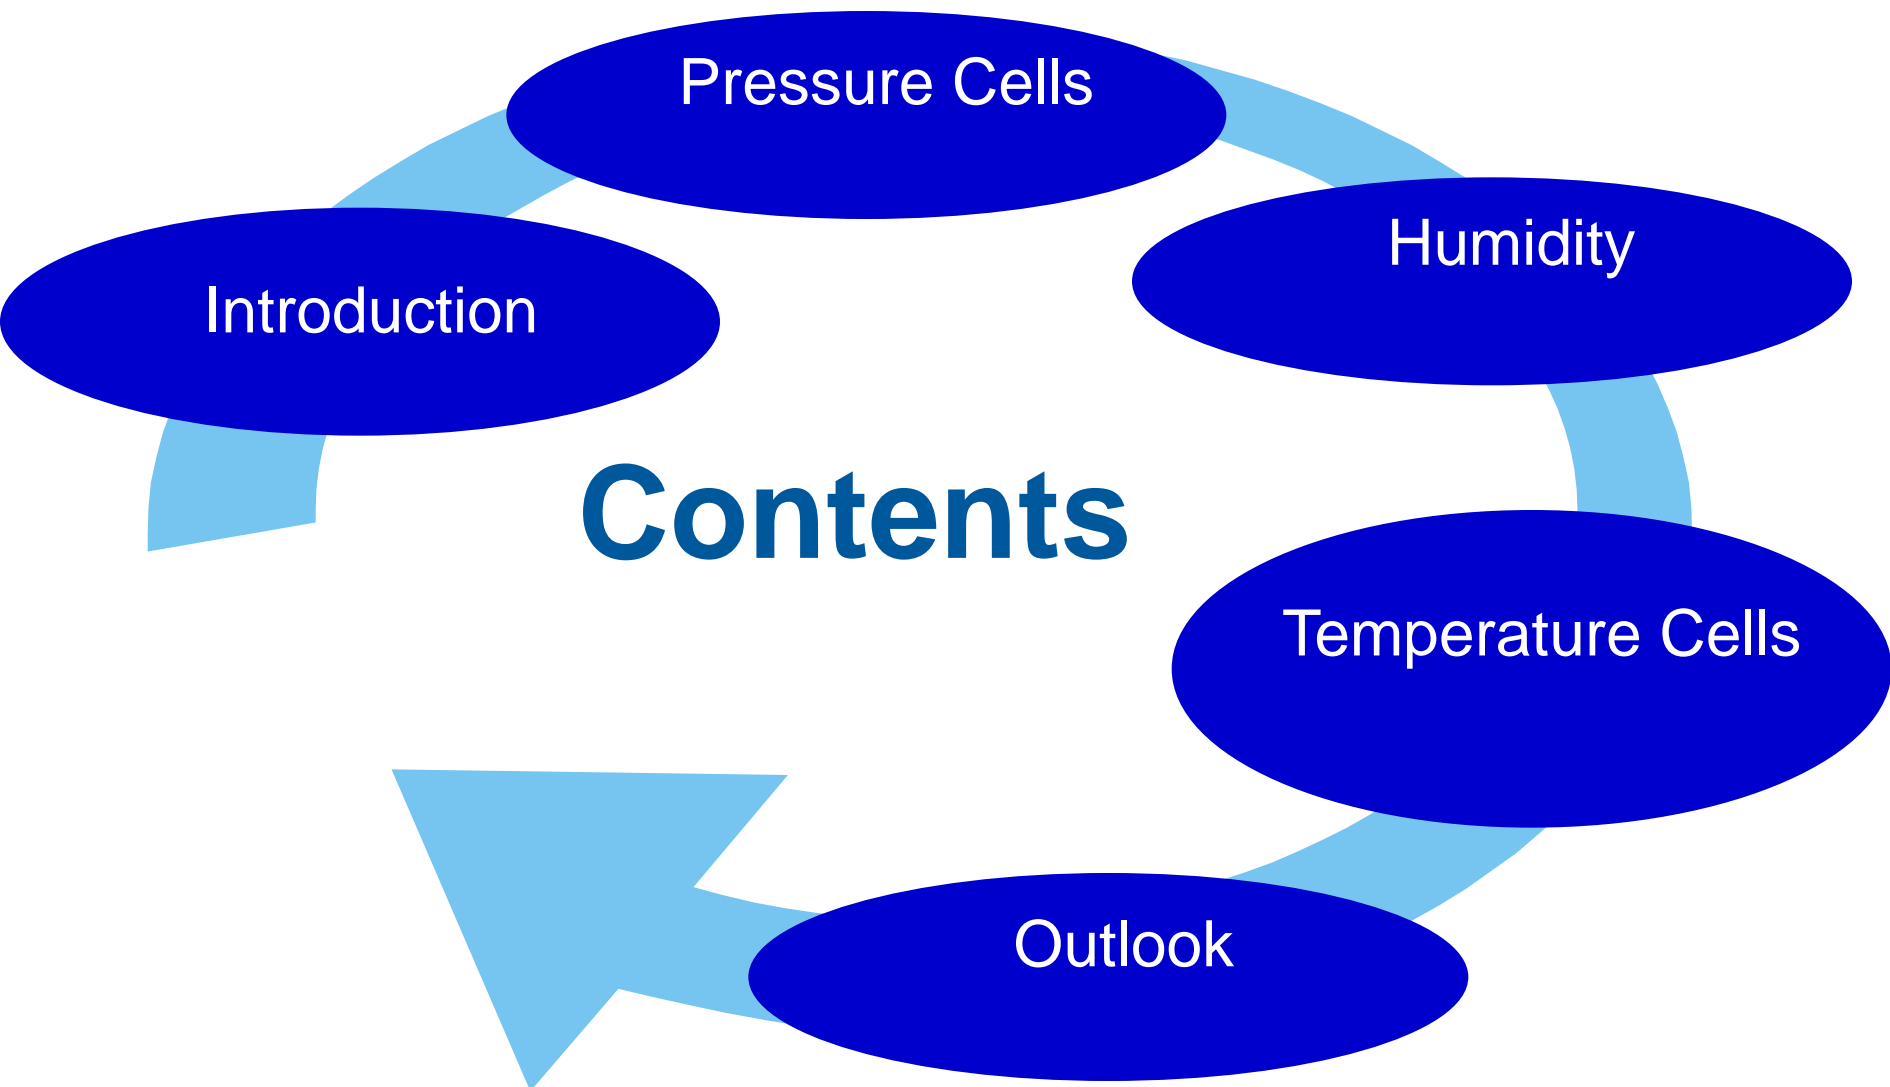 Pressure Cells
Humidity
Introduction
Contents
Temperature Cells
Outlook